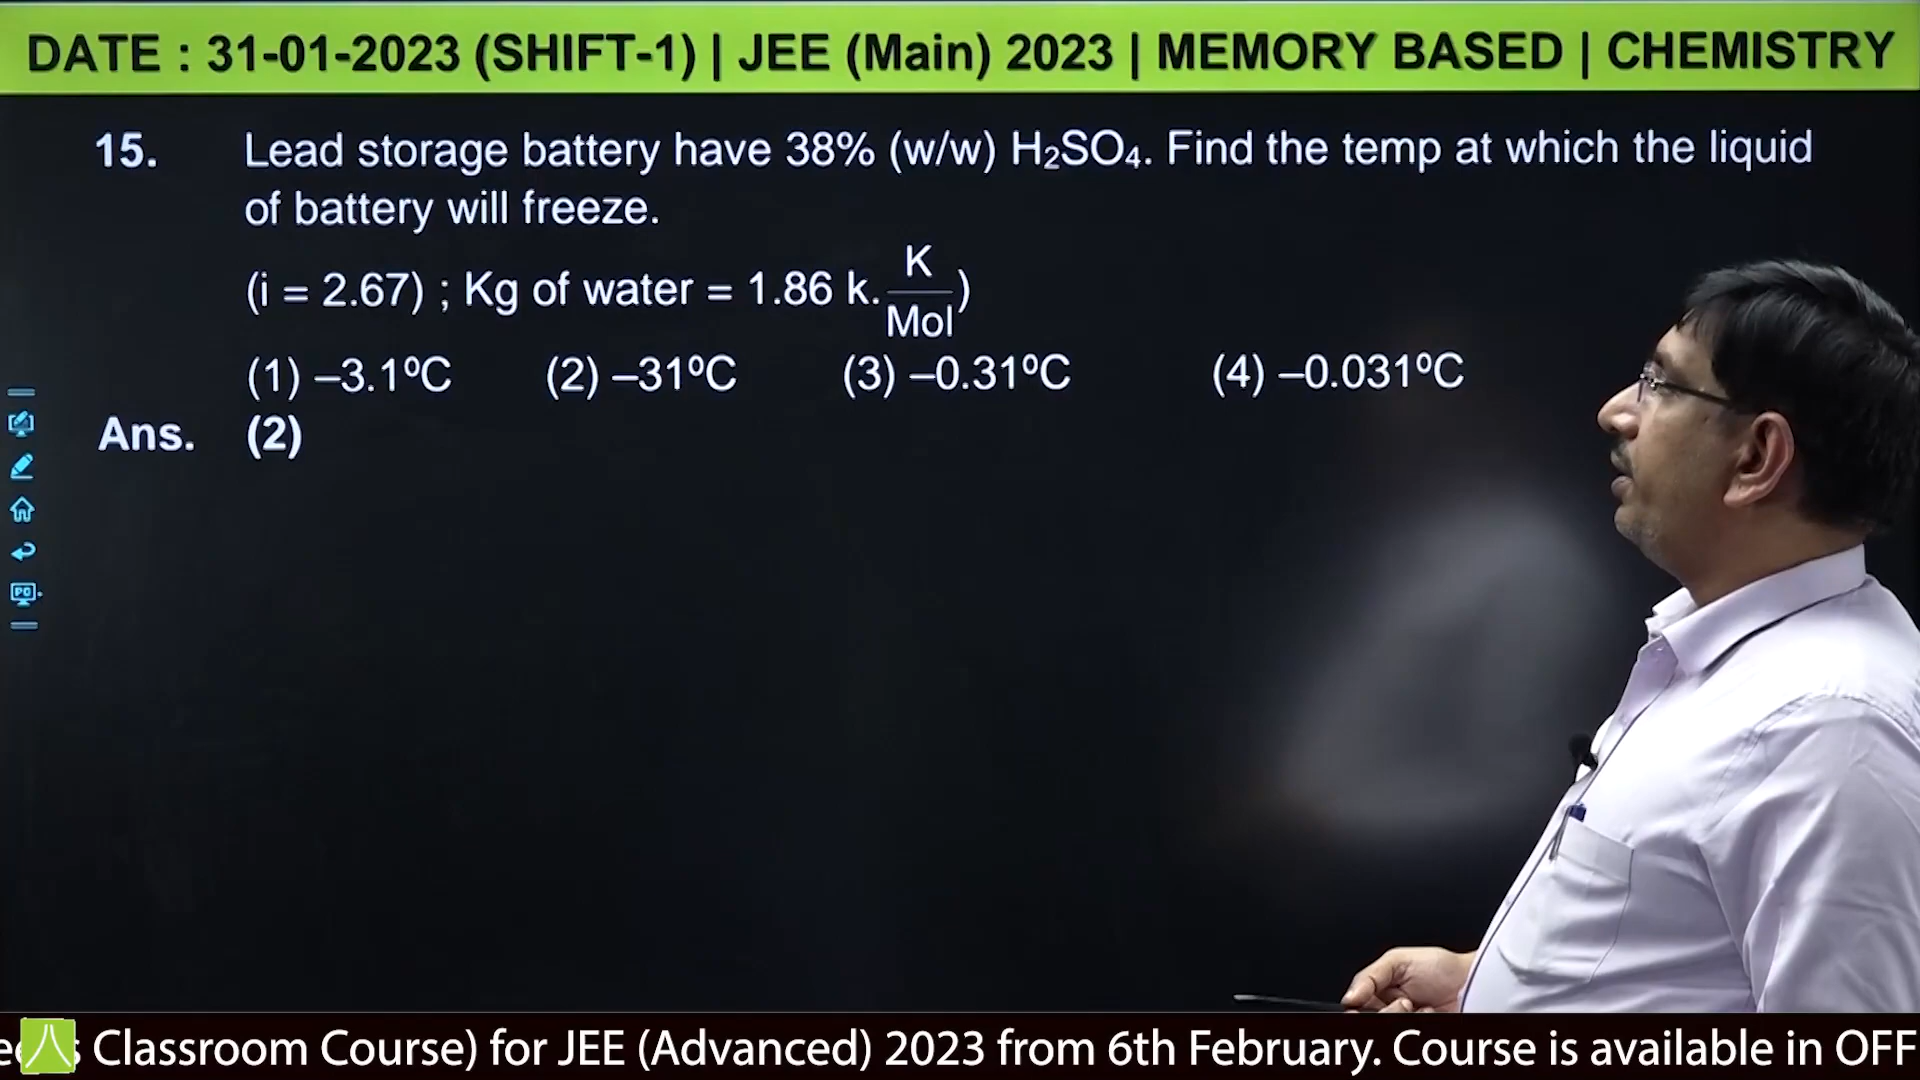 DATE : 31-01-2023 (SHIFT-1) | JEE (Main) 2023 | MEMORY BASED | CHEMISTRY
15. Lead storage battery have 38% (w/w) H₂SO₄. Find the temp at which the liquid
of battery will freeze.
(i = 2.67) ; Kg of water = 1.86 k. K/Mol)
(1) –3.1ºC (2) –31ºC (3) –0.31ºC (4) –0.031ºC
Ans. (2)
PC
Classroom Course) for JEE (Advanced) 2023 from 6th February. Course is available in OFF